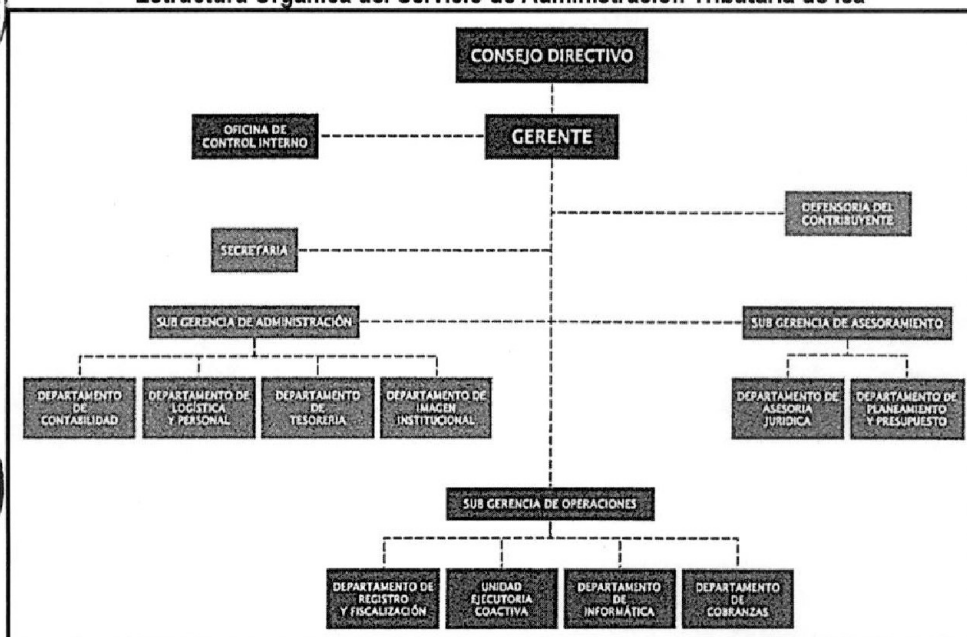 Estructura Orgánica del Servicio de Administración Tributaria de Ica
CONSEJO DIRECTIVO
OFICINA DE
CONTROL INTERNO
GERENTE
DEFENSORIA DEL
CONTRIBUYENTE
SECRETARIA
SUB GERENCIA DE ADMINISTRACIÓN
SUB GERENCIA DE ASESORAMIENTO
DEPARTAMENTO
DE
CONTABILIDAD
DEPARTAMENTO DE
LOGÍSTICA
Y PERSONAL
DEPARTAMENTO
DE
TESORERIA
DEPARTAMENTO DE
IMAGEN
INSTITUCIONAL
DEPARTAMENTO DE
ASESORIA
JURIDICA
DEPARTAMENTO DE
PLANEAMIENTO
Y PRESUPUESTO
SUB GERENCIA DE OPERACIONES
DEPARTAMENTO DE
REGISTRO
Y FISCALIZACIÓN
UNIDAD
EJECUTORIA
COACTIVA
DEPARTAMENTO
DE
INFORMÁTICA
DEPARTAMENTO
DE
COBRANZAS